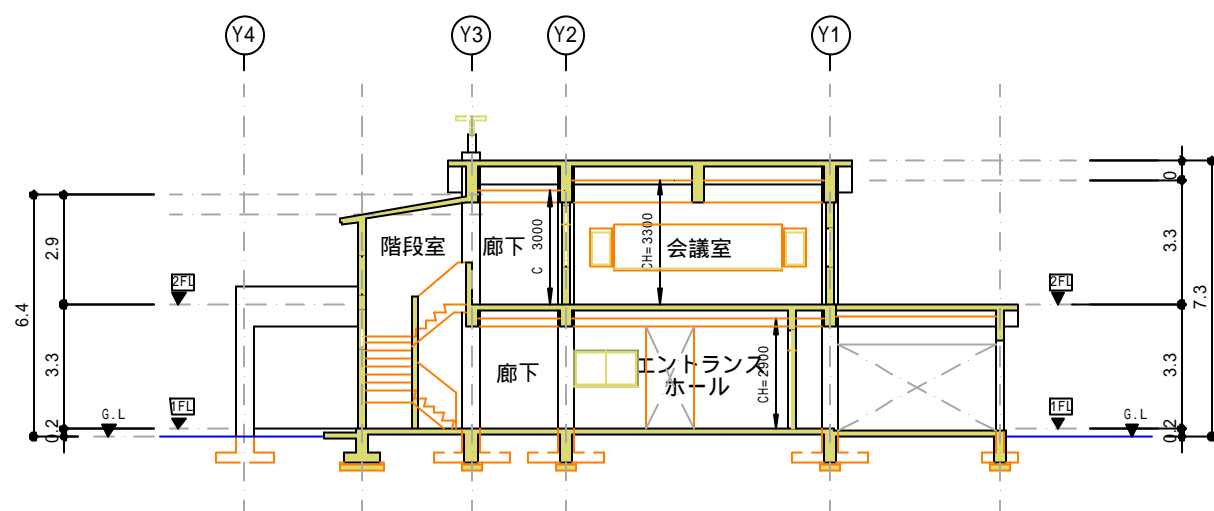 Y4
Y3
Y2
Y1
階段室
廊下
C 3000
CH=3300
会議室
0
2.9
3.3
2FL
2FL
6.4
7.3
3.3
3.3
廊下
エントランス
ホール
CH=2900
1FL
1FL
G.L
G.L
0.2
0.2